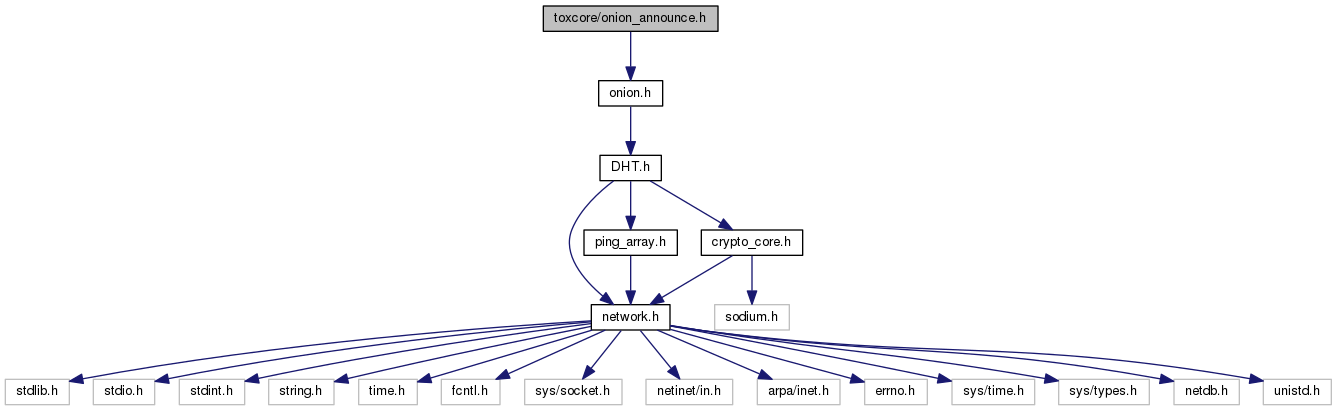 toxcore/onion_announce.h
onion.h
DHT.h
ping_array.h
crypto_core.h
network.h
sodium.h
stdlib.h
stdio.h
stdint.h
string.h
time.h
fcntl.h
sys/socket.h
netinet/in.h
arpa/inet.h
errno.h
sys/time.h
sys/types.h
netdb.h
unistd.h